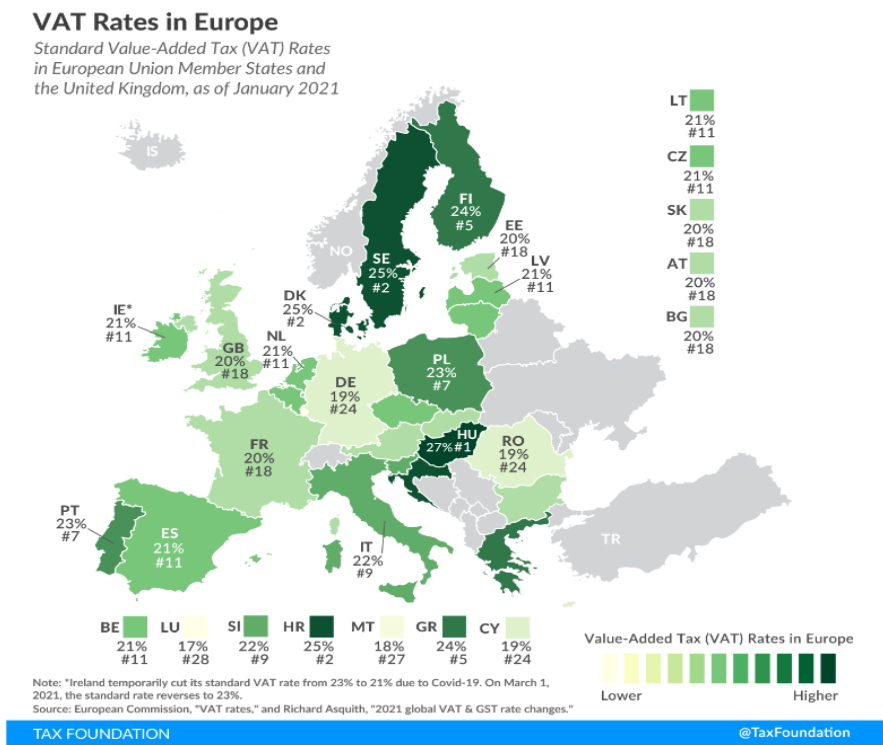 VAT Rates in Europe
Standard Value-Added Tax (VAT) Rates
in European Union Member States and
the United Kingdom, as of January 2021
IS
NO
SE
25%
#2
FI
24%
#5
EE
20%
#18
LV
21%
#11
LT
21%
#11
CZ
21%
#11
SK
20%
#18
AT
20%
#18
BG
20%
#18
DK
25%
#2
IE*
21%
#11
GB
20%
#18
NL
21%
#11
DE
19%
#24
PL
23%
#7
FR
20%
#18
HU
27% #1
RO
19%
#24
PT
23%
#7
ES
21%
#11
IT
22%
#9
TR
BE
21%
#11
LU
17%
#28
SI
22%
#9
HR
25%
#2
MT
18%
#27
GR
24%
#5
CY
19%
#24
Value-Added Tax (VAT) Rates in Europe
Lower
Higher
Note: *Ireland temporarily cut its standard VAT rate from 23% to 21% due to Covid-19. On March 1,
2021, the standard rate reverses to 23%.
Source: European Commission, "VAT rates," and Richard Asquith, "2021 global VAT & GST rate changes."
TAX FOUNDATION
@TaxFoundation